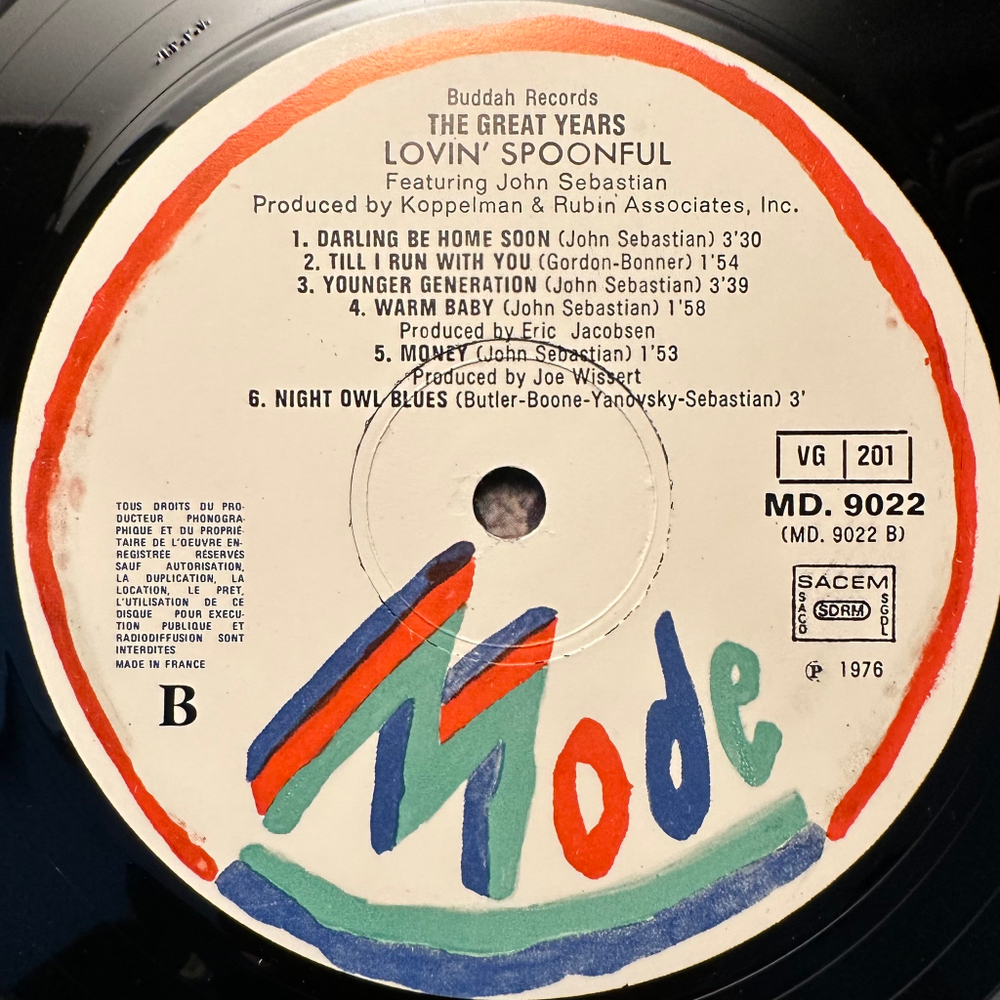 Buddah Records
THE GREAT YEARS
LOVIN' SPOONFUL
Featuring John Sebastian
Produced by Koppelman & Rubin Associates, Inc.
1. DARLING BE HOME SOON (John Sebastian) 3'30
2. TILL I RUN WITH YOU (Gordon-Bonner) 1'54
3. YOUNGER GENERATION (John Sebastian) 3'39
4. WARM BABY (John Sebastian) 1'58
Produced by Eric Jacobsen
5. MONEY (John Sebastian) 1'53
Produced by Joe Wissert
6. NIGHT OWL BLUES (Butler-Boone-Yanovsky-Sebastian) 3'
VG 201
MD. 9022
(MD. 9022 B)
SACEM
SACO
SDRM
SGDL
℗ 1976
TOUS DROITS DU PRO-
DUCTEUR PHONOGRA-
PHIQUE ET DU PROPRIÉ-
TAIRE DE L'OEUVRE EN-
REGISTRÉE RÉSERVÉS
SAUF AUTORISATION,
LA DUPLICATION, LA
LOCATION, LE PRET,
L'UTILISATION DE CE
DISQUE POUR EXECU-
TION PUBLIQUE ET
RADIODIFFUSION SONT
INTERDITES
MADE IN FRANCE
B
Mode